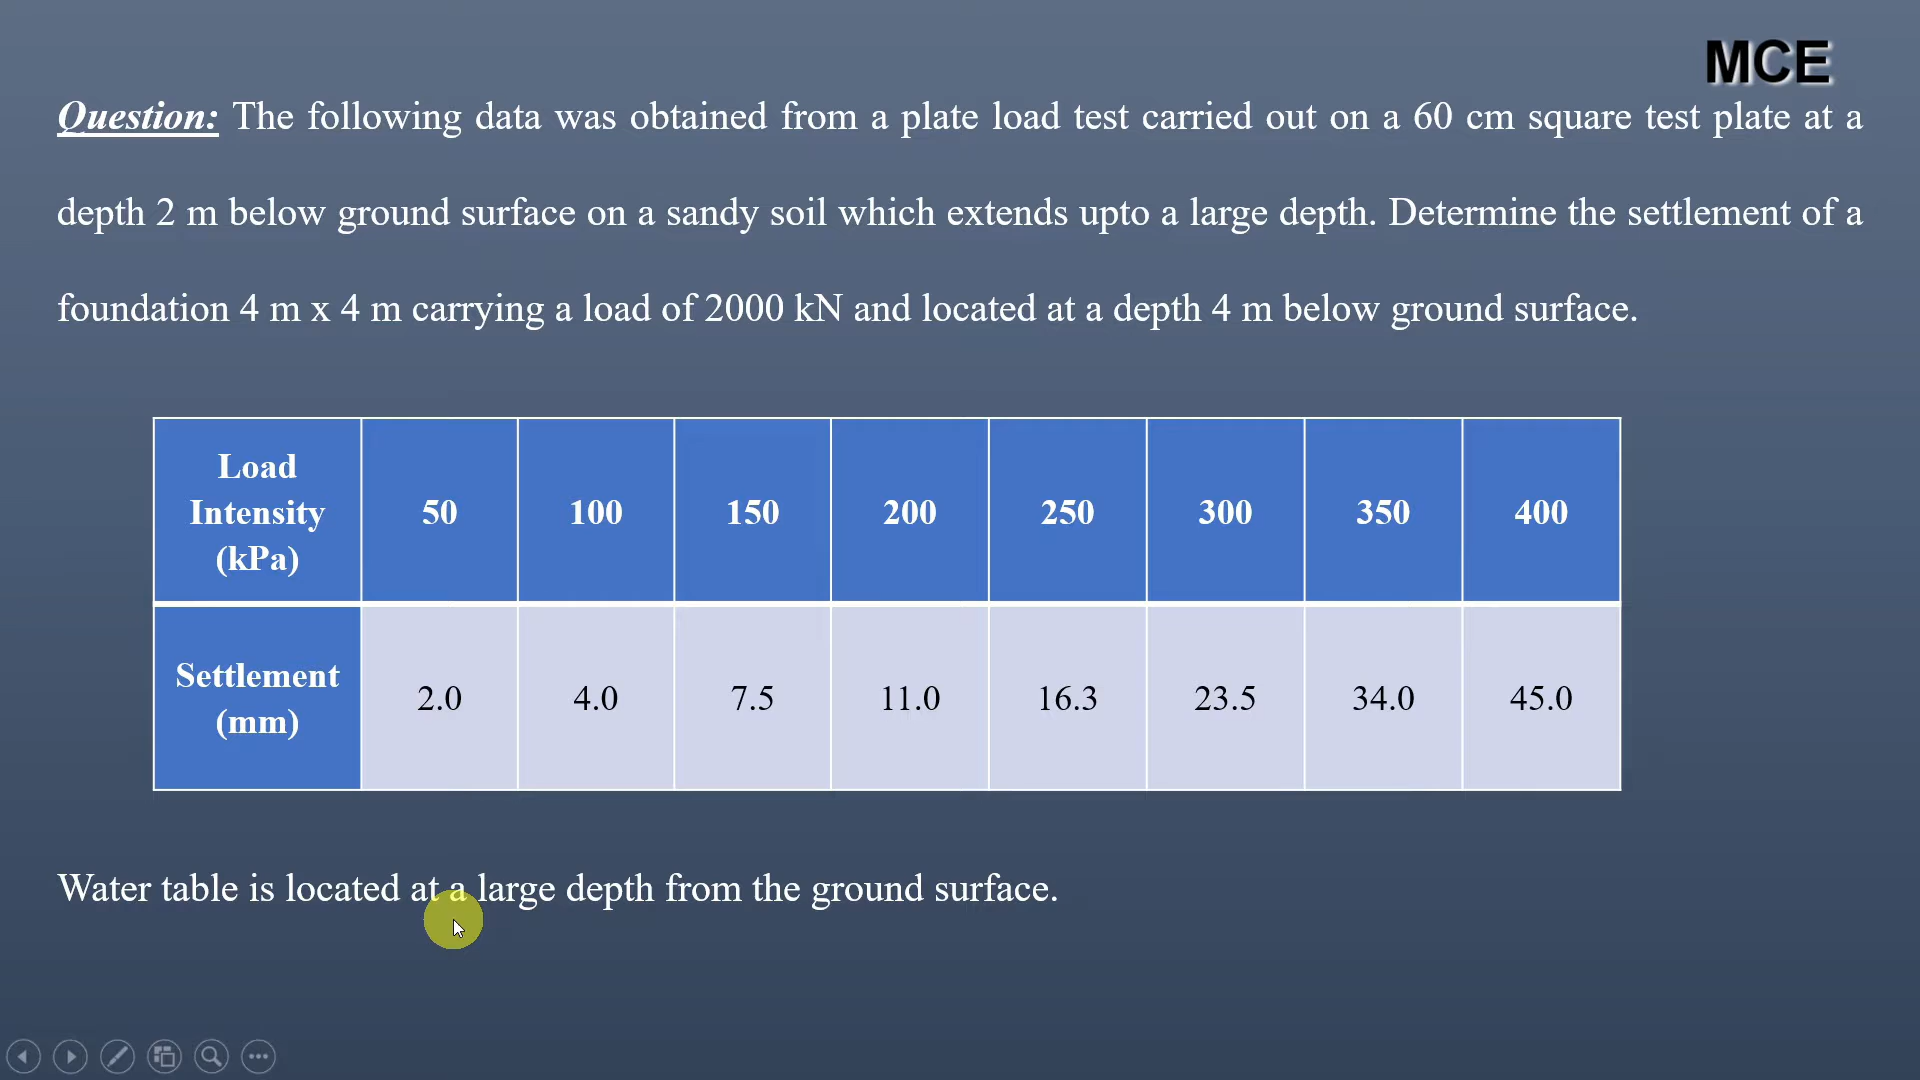 MCE
Question: The following data was obtained from a plate load test carried out on a 60 cm square test plate at a
depth 2 m below ground surface on a sandy soil which extends upto a large depth. Determine the settlement of a
foundation 4 m x 4 m carrying a load of 2000 kN and located at a depth 4 m below ground surface.
Load
Intensity
(kPa)
50 100 150 200 250 300 350 400
Settlement
(mm)
2.0 4.0 7.5 11.0 16.3 23.5 34.0 45.0
Water table is located at a large depth from the ground surface.